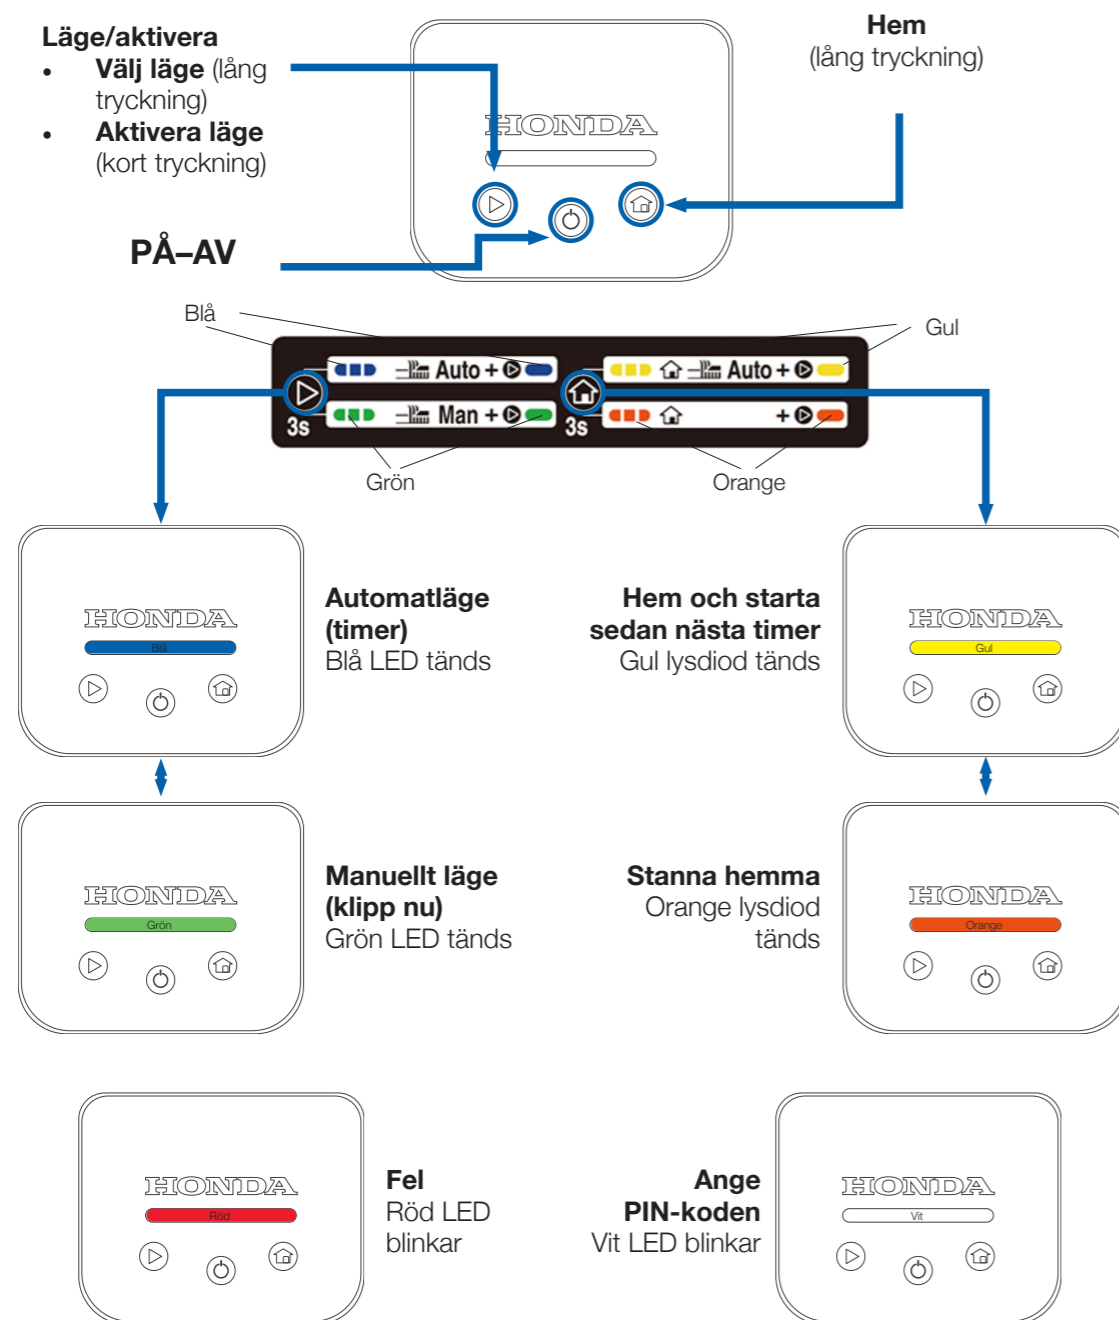 Läge/aktivera
• Välj läge (lång
tryckning)
• Aktivera läge
(kort tryckning)
Hem
(lång tryckning)
HONDA
PÅ–AV
Blå
Gul
Auto +
Auto +
3s
Man +
3s
+
Grön
Orange
HONDA
Blå
Automatläge
(timer)
Blå LED tänds
Hem och starta
sedan nästa timer
Gul lysdiod tänds
HONDA
Gul
HONDA
Grön
Manuellt läge
(klipp nu)
Grön LED tänds
Stanna hemma
Orange lysdiod
tänds
HONDA
Orange
HONDA
Röd
Fel
Röd LED
blinkar
Ange
PIN-koden
Vit LED blinkar
HONDA
Vit